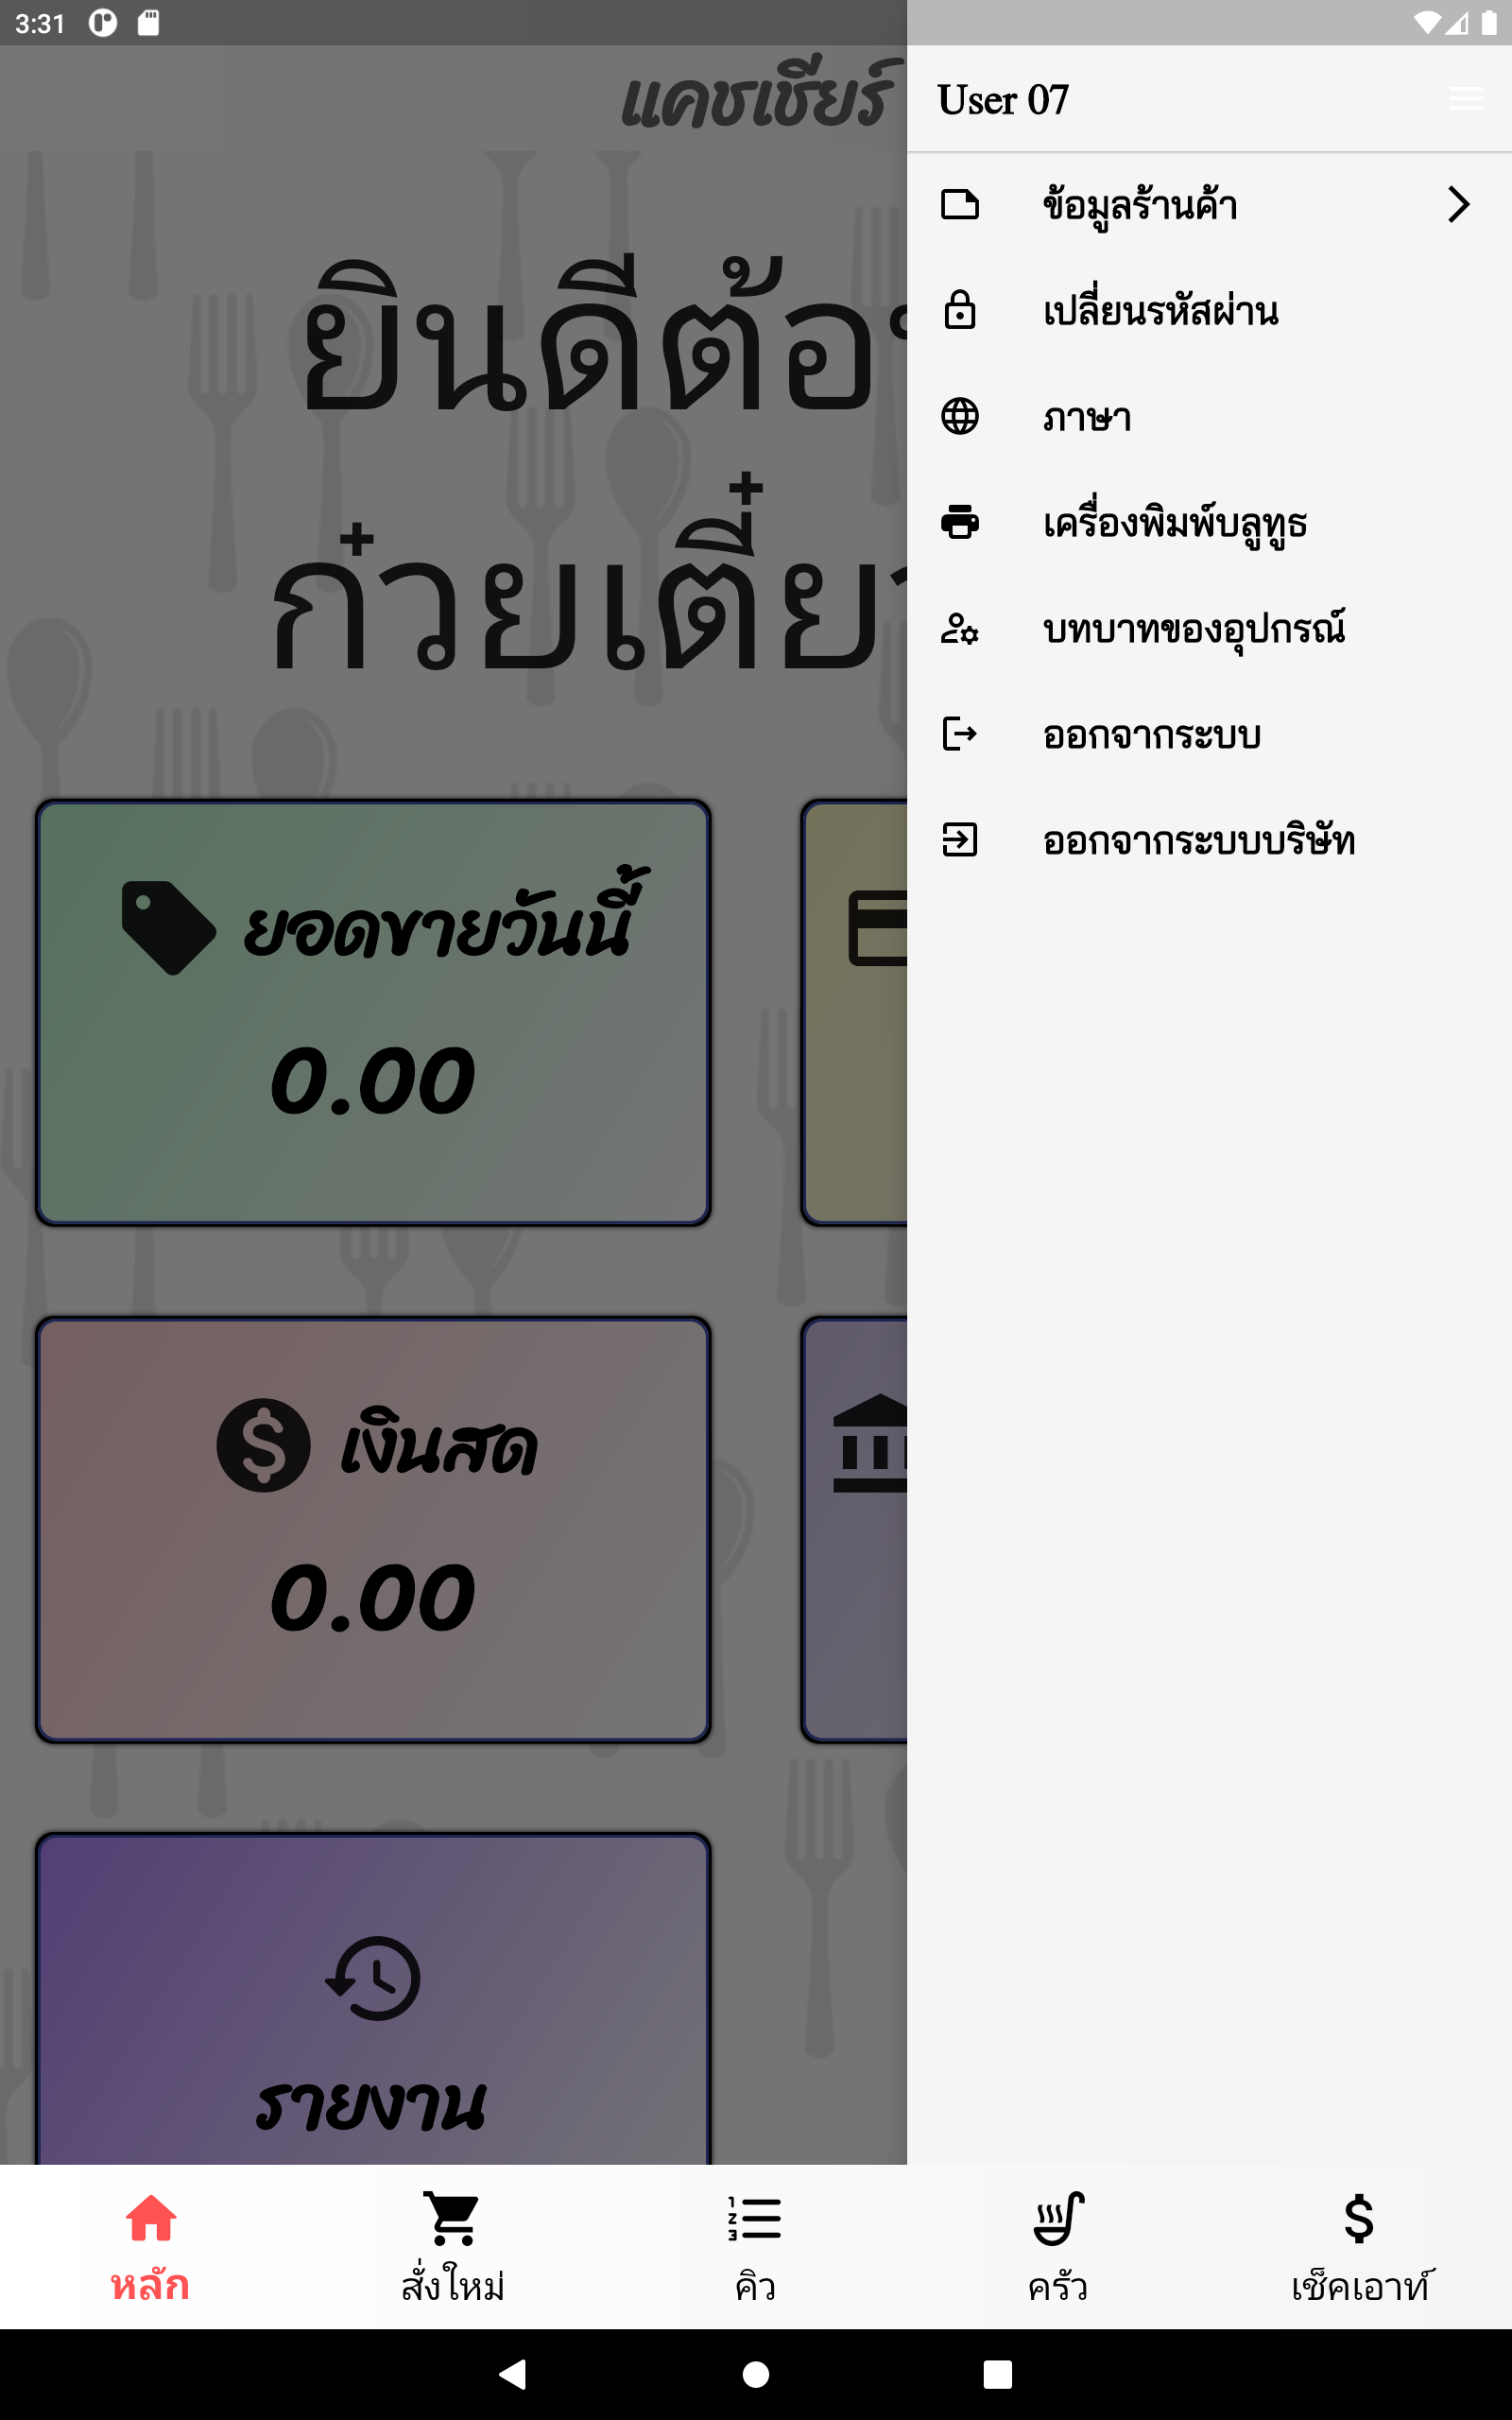 3:31
แคชเชียร์
User 07
ข้อมูลร้านค้า
เปลี่ยนรหัสผ่าน
ภาษา
เครื่องพิมพ์บลูทูธ
บทบาทของอุปกรณ์
ออกจากระบบ
ออกจากระบบบริษัท
ยินดีต้อ
ก๋วยเตี๋ย
ยอดขายวันนี้
0.00
เงินสด
0.00
รายงาน
หลัก
สั่งใหม่
คิว
ครัว
เช็คเอาท์